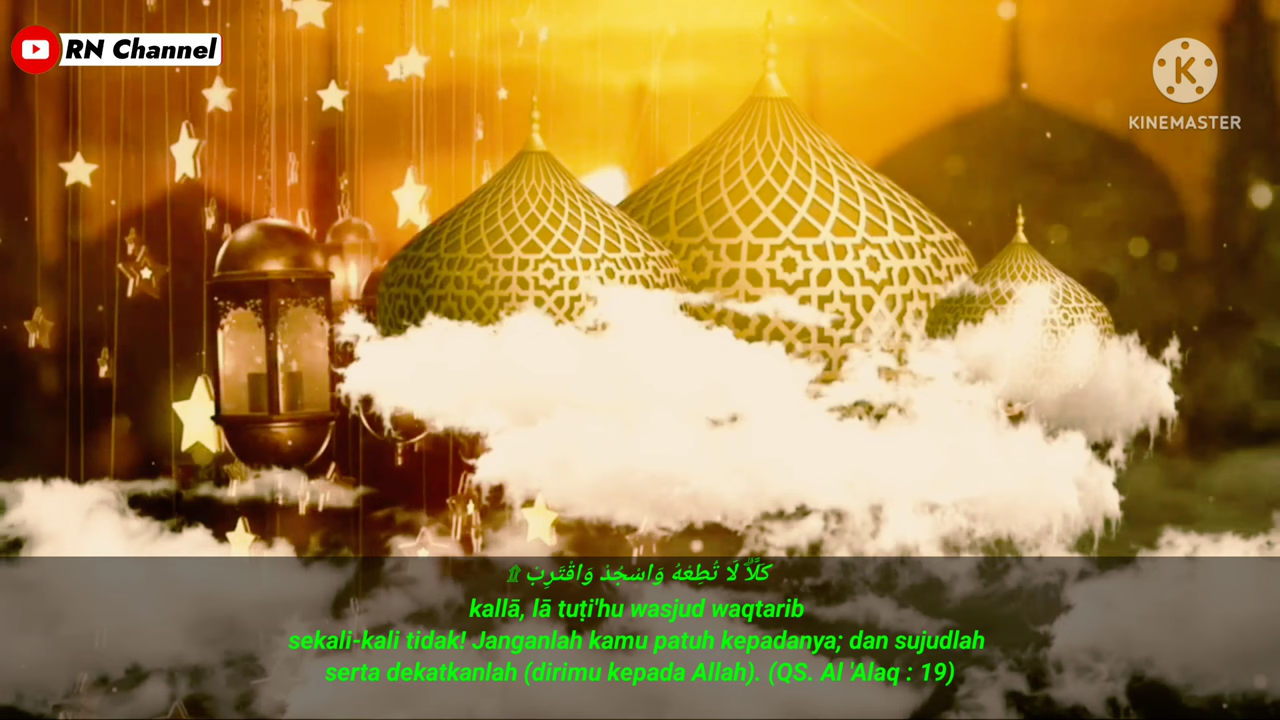 RN Channel
K
KINEMASTER
كَلَّاۗ لَا تُطِعْهُ وَاسْجُدْ وَاقْتَرِبْ ۩
kallā, lā tuṭi'hu wasjud waqtarib
sekali-kali tidak! Janganlah kamu patuh kepadanya; dan sujudlah
serta dekatkanlah (dirimu kepada Allah). (QS. Al 'Alaq : 19)